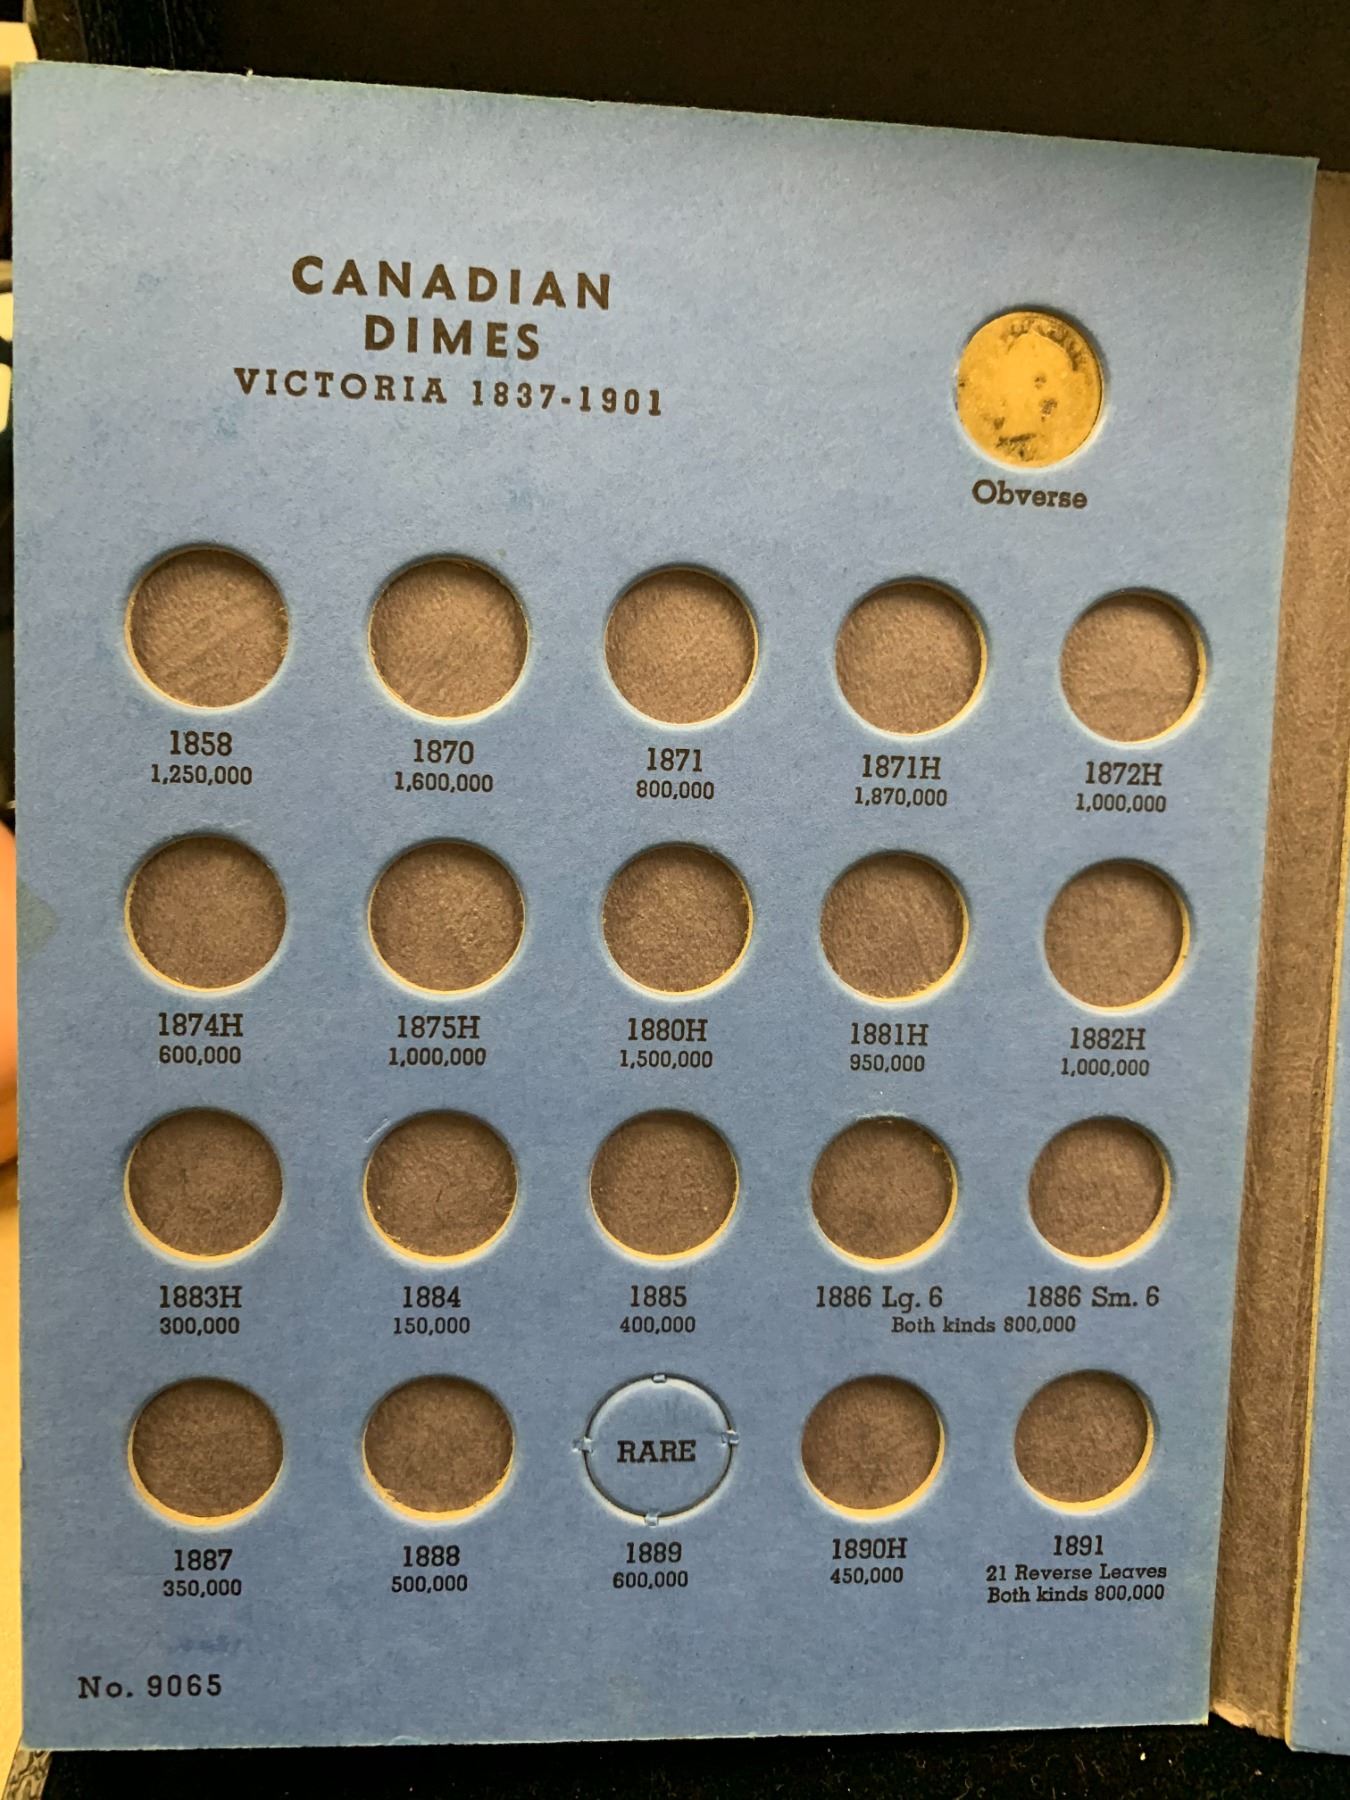 CANADIAN
DIMES
VICTORIA 1837-1901
Obverse
1858 1870 1871 1871H 1872H
1,250,000 1,600,000 800,000 1,870,000 1,000,000
1874H 1875H 1880H 1881H 1882H
600,000 1,000,000 1,500,000 950,000 1,000,000
1883H 1884 1885 1886 Lg. 6 1886 Sm. 6
300,000 150,000 400,000 Both kinds 800,000
RARE
1887 1888 1889 1890H 1891
350,000 500,000 600,000 450,000 21 Reverse Leaves
Both kinds 800,000
No. 9065